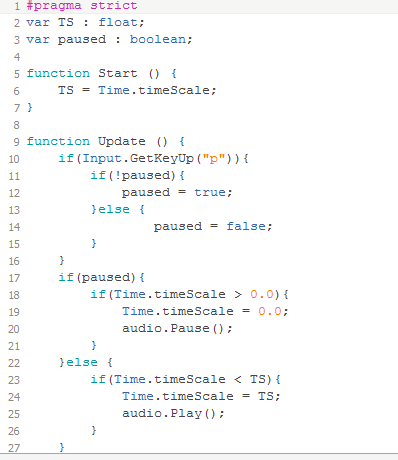 1 #pragma strict
2 var TS : float;
3 var paused : boolean;
4
5 function Start () {
6     TS = Time.timeScale;
7 }
8
9 function Update () {
10     if(Input.GetKeyUp("p")){
11         if(!paused){
12             paused = true;
13         }else {
14                 paused = false;
15         }
16     }
17     if(paused){
18         if(Time.timeScale > 0.0){
19             Time.timeScale = 0.0;
20             audio.Pause();
21         }
22     }else {
23         if(Time.timeScale < TS){
24             Time.timeScale = TS;
25             audio.Play();
26         }
27     }